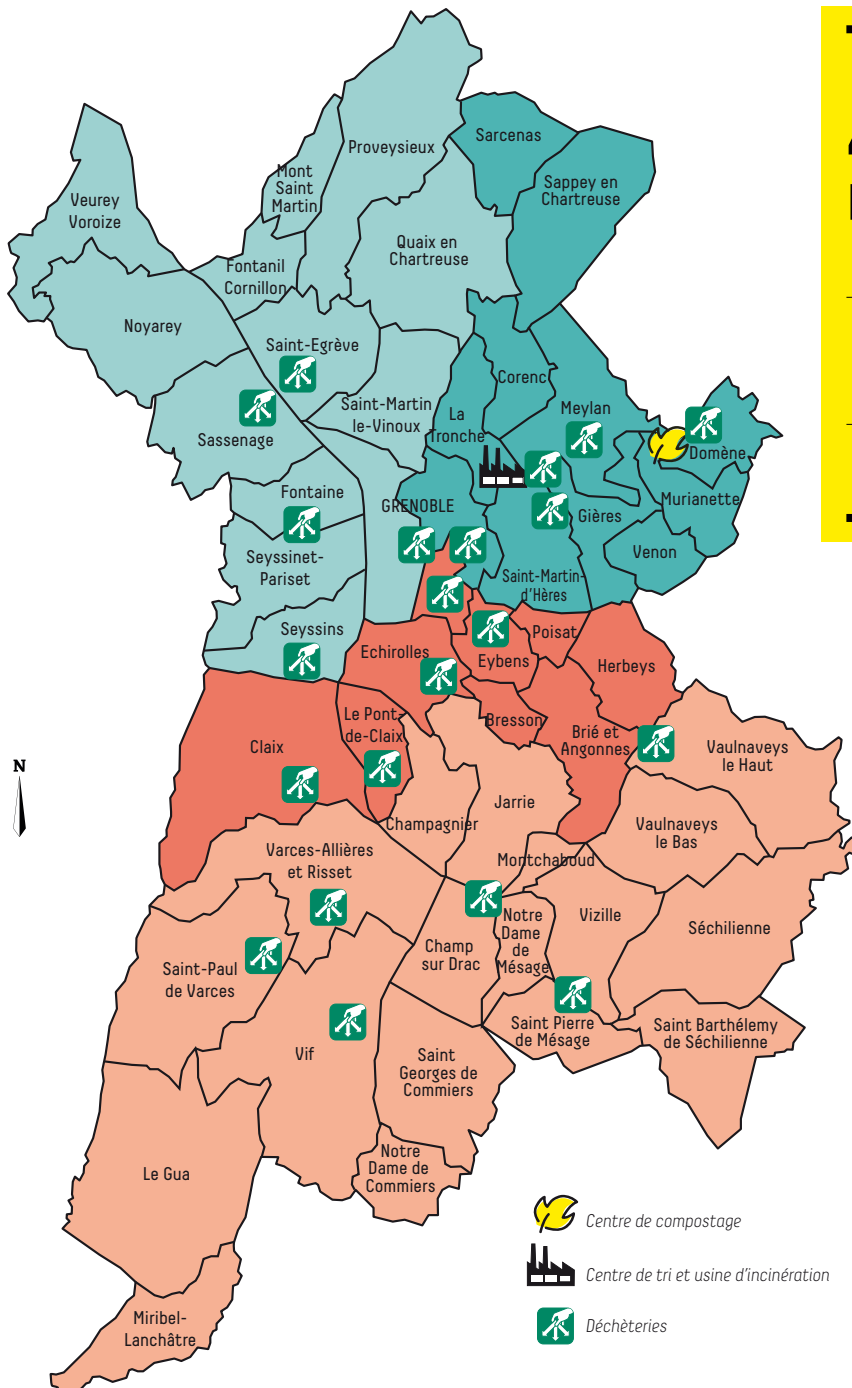 Sarcenas
Proveysieux
Mont
Saint
Martin
Sappey en
Chartreuse
Veurey
Voroize
Quaix en
Chartreuse
Fontanil
Cornillon
Noyarey
Saint-Egrève
Corenc
Saint-Martin
le-Vinoux
La
Tronche
Meylan
Sassenage
Domène
Fontaine
GRENOBLE
Murianette
Gières
Seyssinet-
Pariset
Venon
Saint-Martin-
d'Hères
Seyssins
Echirolles
Poisat
Eybens
Herbeys
Le Pont-
de-Claix
Bresson
Brié et
Angonnes
Claix
Vaulnaveys
le Haut
N
Jarrie
Champagnier
Vaulnaveys
le Bas
Varces-Allières
et Risset
Montchaboud
Notre
Dame
de
Mésage
Vizille
Séchilienne
Champ
sur Drac
Saint-Paul
de Varces
Saint Pierre
de Mésage
Saint Barthélemy
de Séchilienne
Vif
Saint
Georges de
Commiers
Notre
Dame de
Commiers
Le Gua
Centre de compostage
Centre de tri et usine d'incinération
Miribel-
Lanchâtre
Déchèteries